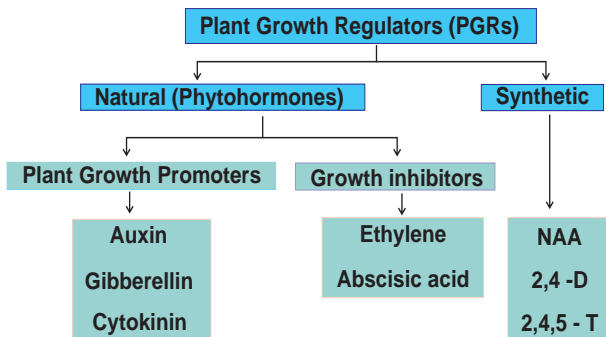 Plant Growth Regulators (PGRs)
Natural (Phytohormones)
Synthetic
Plant Growth Promoters
Growth inhibitors
Auxin
Gibberellin
Cytokinin
Ethylene
Abscisic acid
NAA
2,4 -D
2,4,5 - T